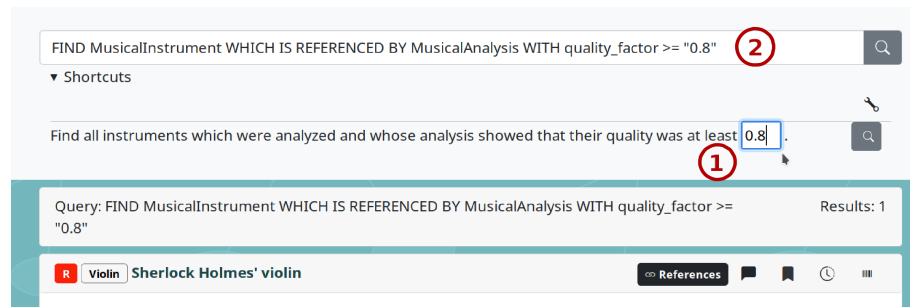 FIND MusicalInstrument WHICH IS REFERENCED BY MusicalAnalysis WITH quality_factor >= "0.8"
2
▾ Shortcuts
Find all instruments which were analyzed and whose analysis showed that their quality was at least 0.8 .
1
Query: FIND MusicalInstrument WHICH IS REFERENCED BY MusicalAnalysis WITH quality_factor >= Results: 1
"0.8"
R Violin Sherlock Holmes' violin References